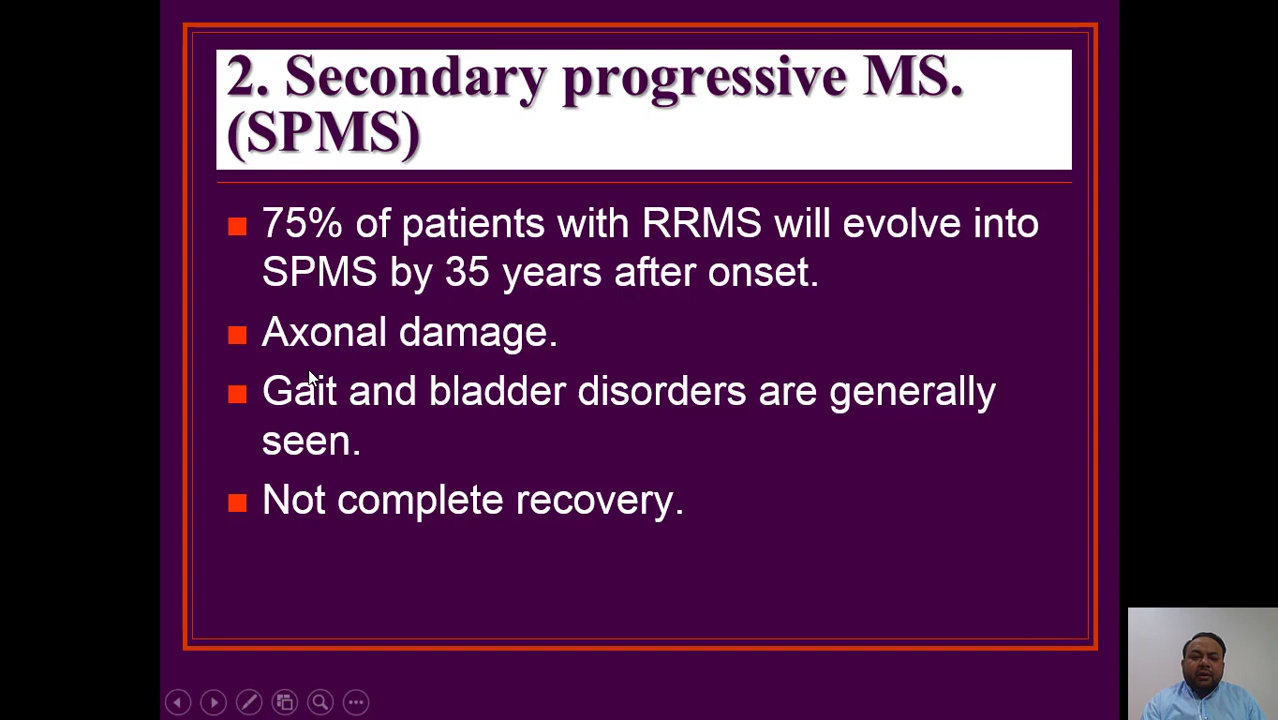 2. Secondary progressive MS.
(SPMS)
75% of patients with RRMS will evolve into
SPMS by 35 years after onset.
Axonal damage.
Gait and bladder disorders are generally
seen.
Not complete recovery.